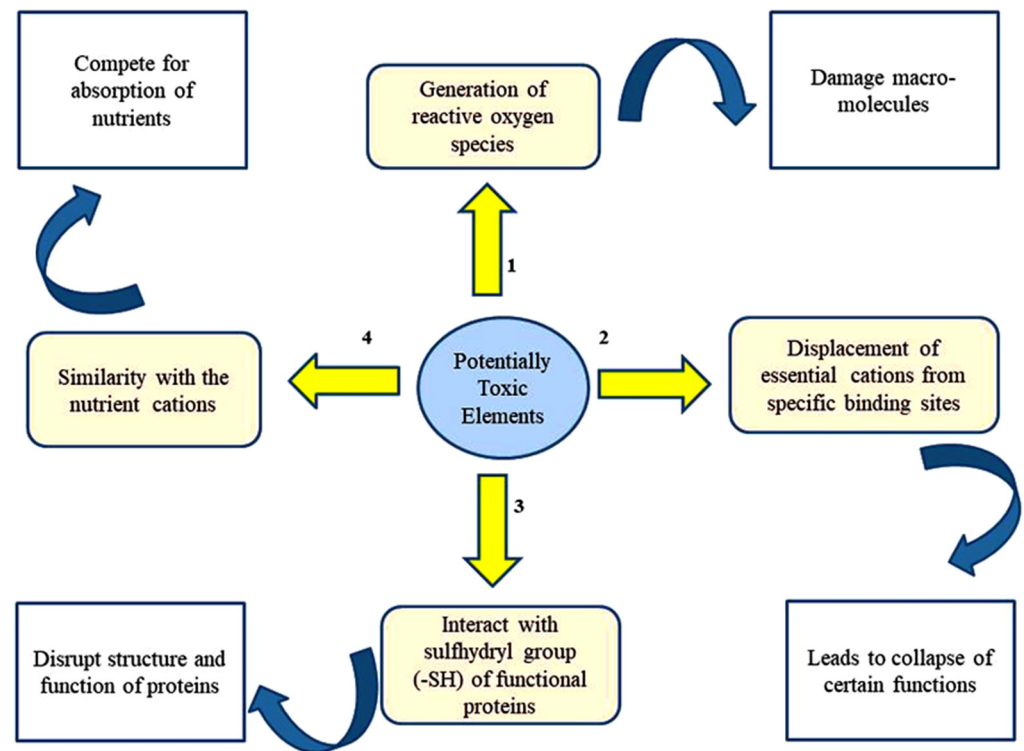 Compete for
absorption of
nutrients
Generation of
reactive oxygen
species
Damage macro-
molecules
1
Similarity with the
nutrient cations
4
Potentially
Toxic
Elements
2
Displacement of
essential cations from
specific binding sites
3
Disrupt structure and
function of proteins
Interact with
sulfhydryl group
(-SH) of functional
proteins
Leads to collapse of
certain functions